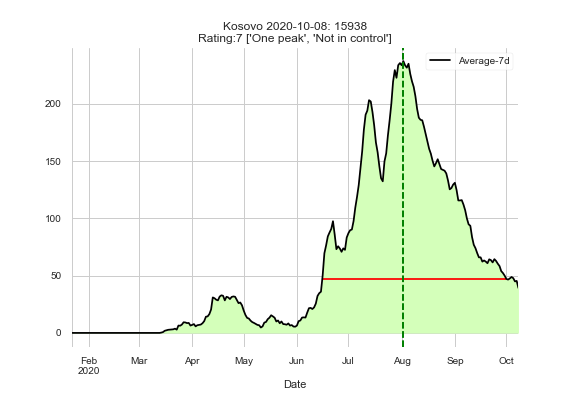 Kosovo 2020-10-08: 15938
Rating:7 ['One peak', 'Not in control']
Average-7d
200
150
100
50
0
Feb Mar Apr May Jun Jul Aug Sep Oct
2020
Date